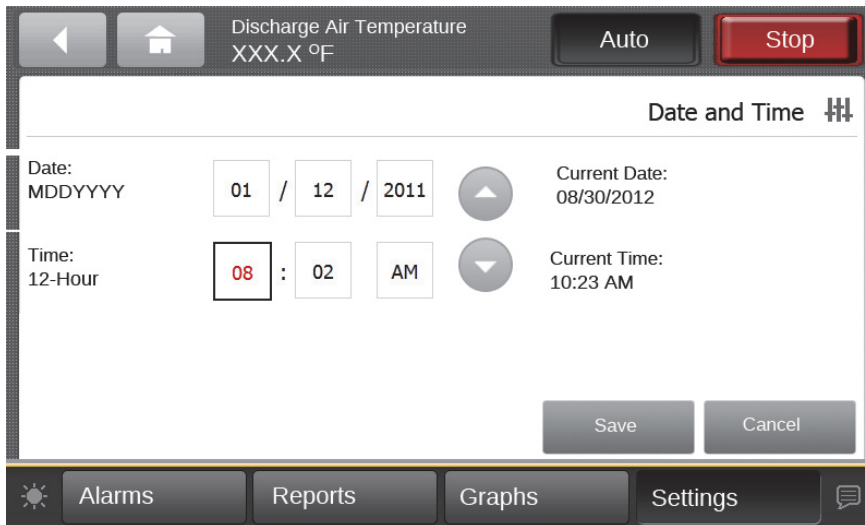 Discharge Air Temperature
XXX.X ºF
Auto
Stop
Date and Time
Date:
MDDYYYY
01 / 12 / 2011
Current Date:
08/30/2012
Time:
12-Hour
08 : 02 AM
Current Time:
10:23 AM
Save
Cancel
Alarms
Reports
Graphs
Settings